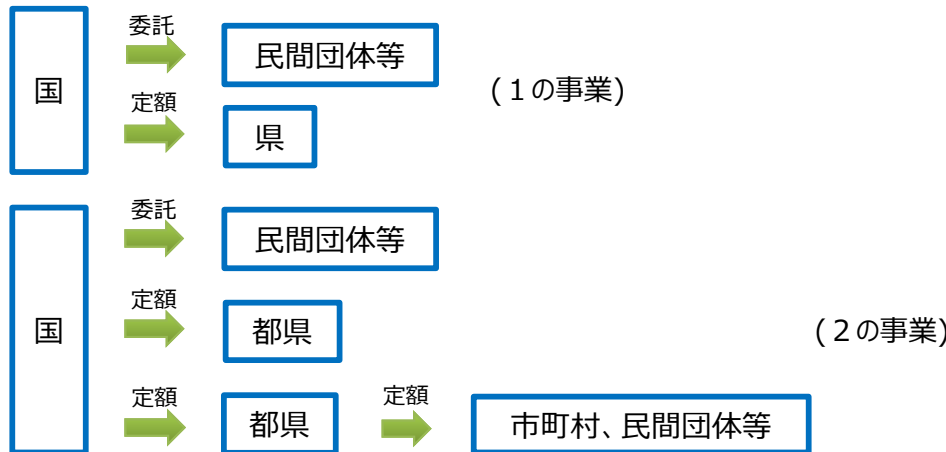 委託
民間団体等
国
(１の事業)
定額
県
委託
民間団体等
定額
国
都県
(２の事業)
定額
定額
都県
市町村、民間団体等